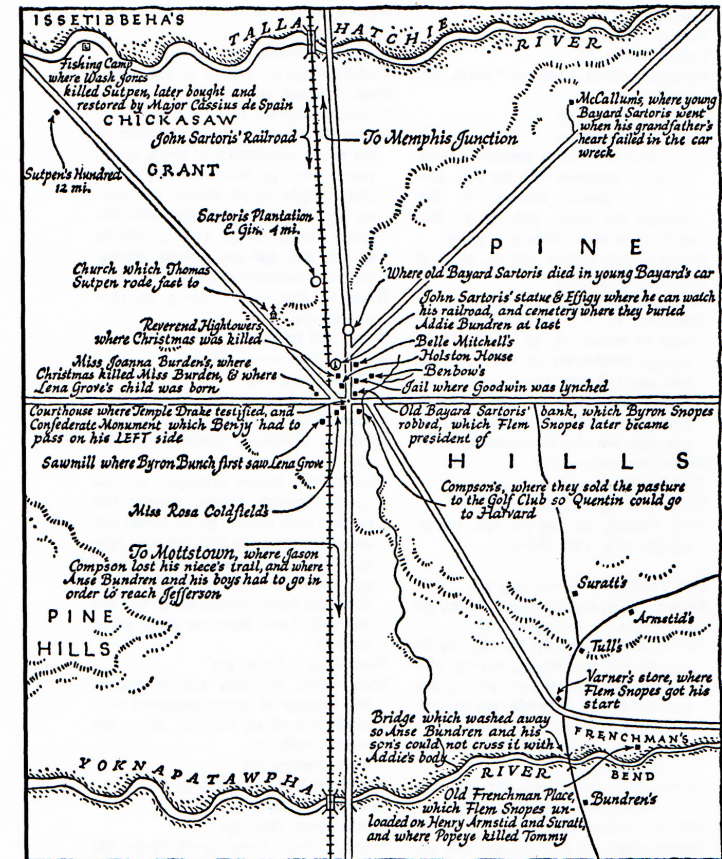 ISSETIBBEHA'S
TALLAHATCHIE
RIVER
Fishing Camp
where Wash Jones
killed Sutpen, later bought and
restored by Major Cassius de Spain
CHICKASAW
John Sartoris' Railroad
To Memphis Junction
McCallum's, where young
Bayard Sartoris went
when his grandfather's
heart failed in the car
wreck
Sutpen's Hundred
12 mi.
GRANT
Sartoris Plantation
& Gin. 4 mi.
PINE
Church which Thomas
Sutpen rode fast to
Where old Bayard Sartoris died in young Bayard's car
John Sartoris' statue & Effigy where he can watch
his railroad, and cemetery where they buried
Addie Bundren at last
Reverend Hightower's,
where Christmas was killed
Belle Mitchell's
Holston House
Benbow's
Jail where Goodwin was lynched
Miss Joanna Burden's, where
Christmas killed Miss Burden, & where
Lena Grove's child was born
Courthouse where Temple Drake testified, and
Confederate Monument which Benjy had to
pass on his LEFT side
Old Bayard Sartoris' bank, which Byron Snopes
robbed, which Flem Snopes later became
president of
HILLS
Sawmill where Byron Bunch first saw Lena Grove
Compson's, where they sold the pasture
to the Golf Club so Quentin could go
to Harvard
Miss Rosa Coldfield's
To Mottstown, where Jason
Compson lost his niece's trail, and where
Anse Bundren and his boys had to go in
order to reach Jefferson
PINE
HILLS
Suratt's
Armstid's
Tull's
Varner's store, where
Flem Snopes got his
start
Bridge which washed away
so Anse Bundren and his
son's could not cross it with
Addie's body
FRENCHMAN'S
BEND
YOKNAPATAWPHA
RIVER
Old Frenchman Place,
which Flem Snopes un-
loaded on Henry Armstid and Suratt,
and where Popeye killed Tommy
Bundren's